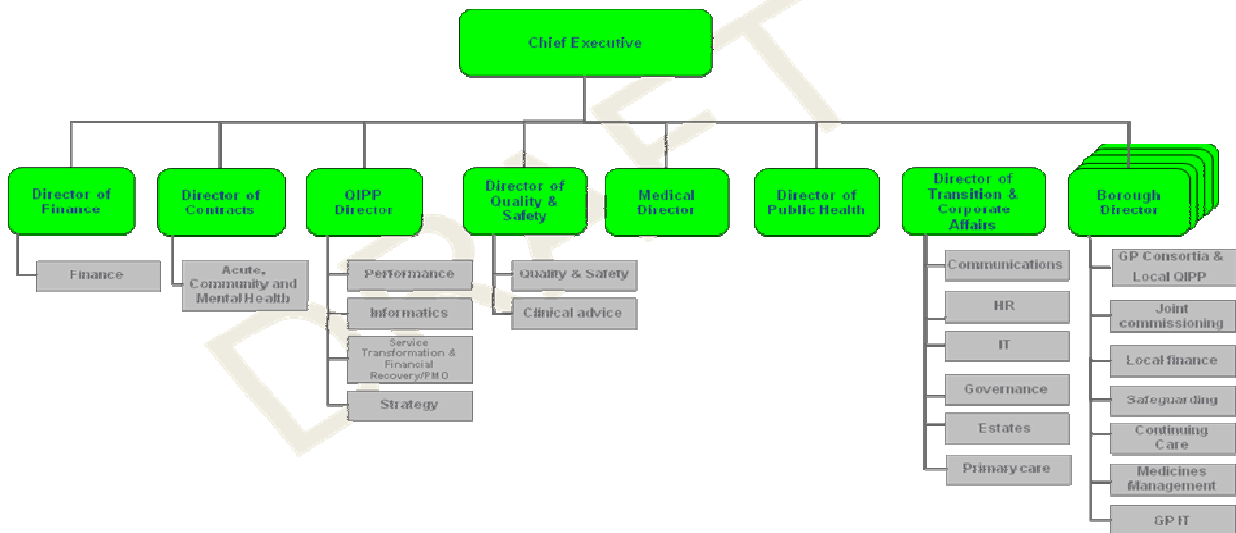 DRAFT
Chief Executive
Director of
Finance
Director of
Contracts
QIPP
Director
Director of
Quality &
Safety
Medical
Director
Director of
Public Health
Director of
Transition &
Corporate
Affairs
Borough
Director
Finance
Acute,
Community and
Mental Health
Performance
Informatics
Service
Transformation &
Financial
Recovery/PMO
Strategy
Quality & Safety
Clinical advice
Communications
HR
IT
Governance
Estates
Primary care
GP Consortia &
Local QIPP
Joint
commissioning
Local finance
Safeguarding
Continuing
Care
Medicines
Management
GP IT